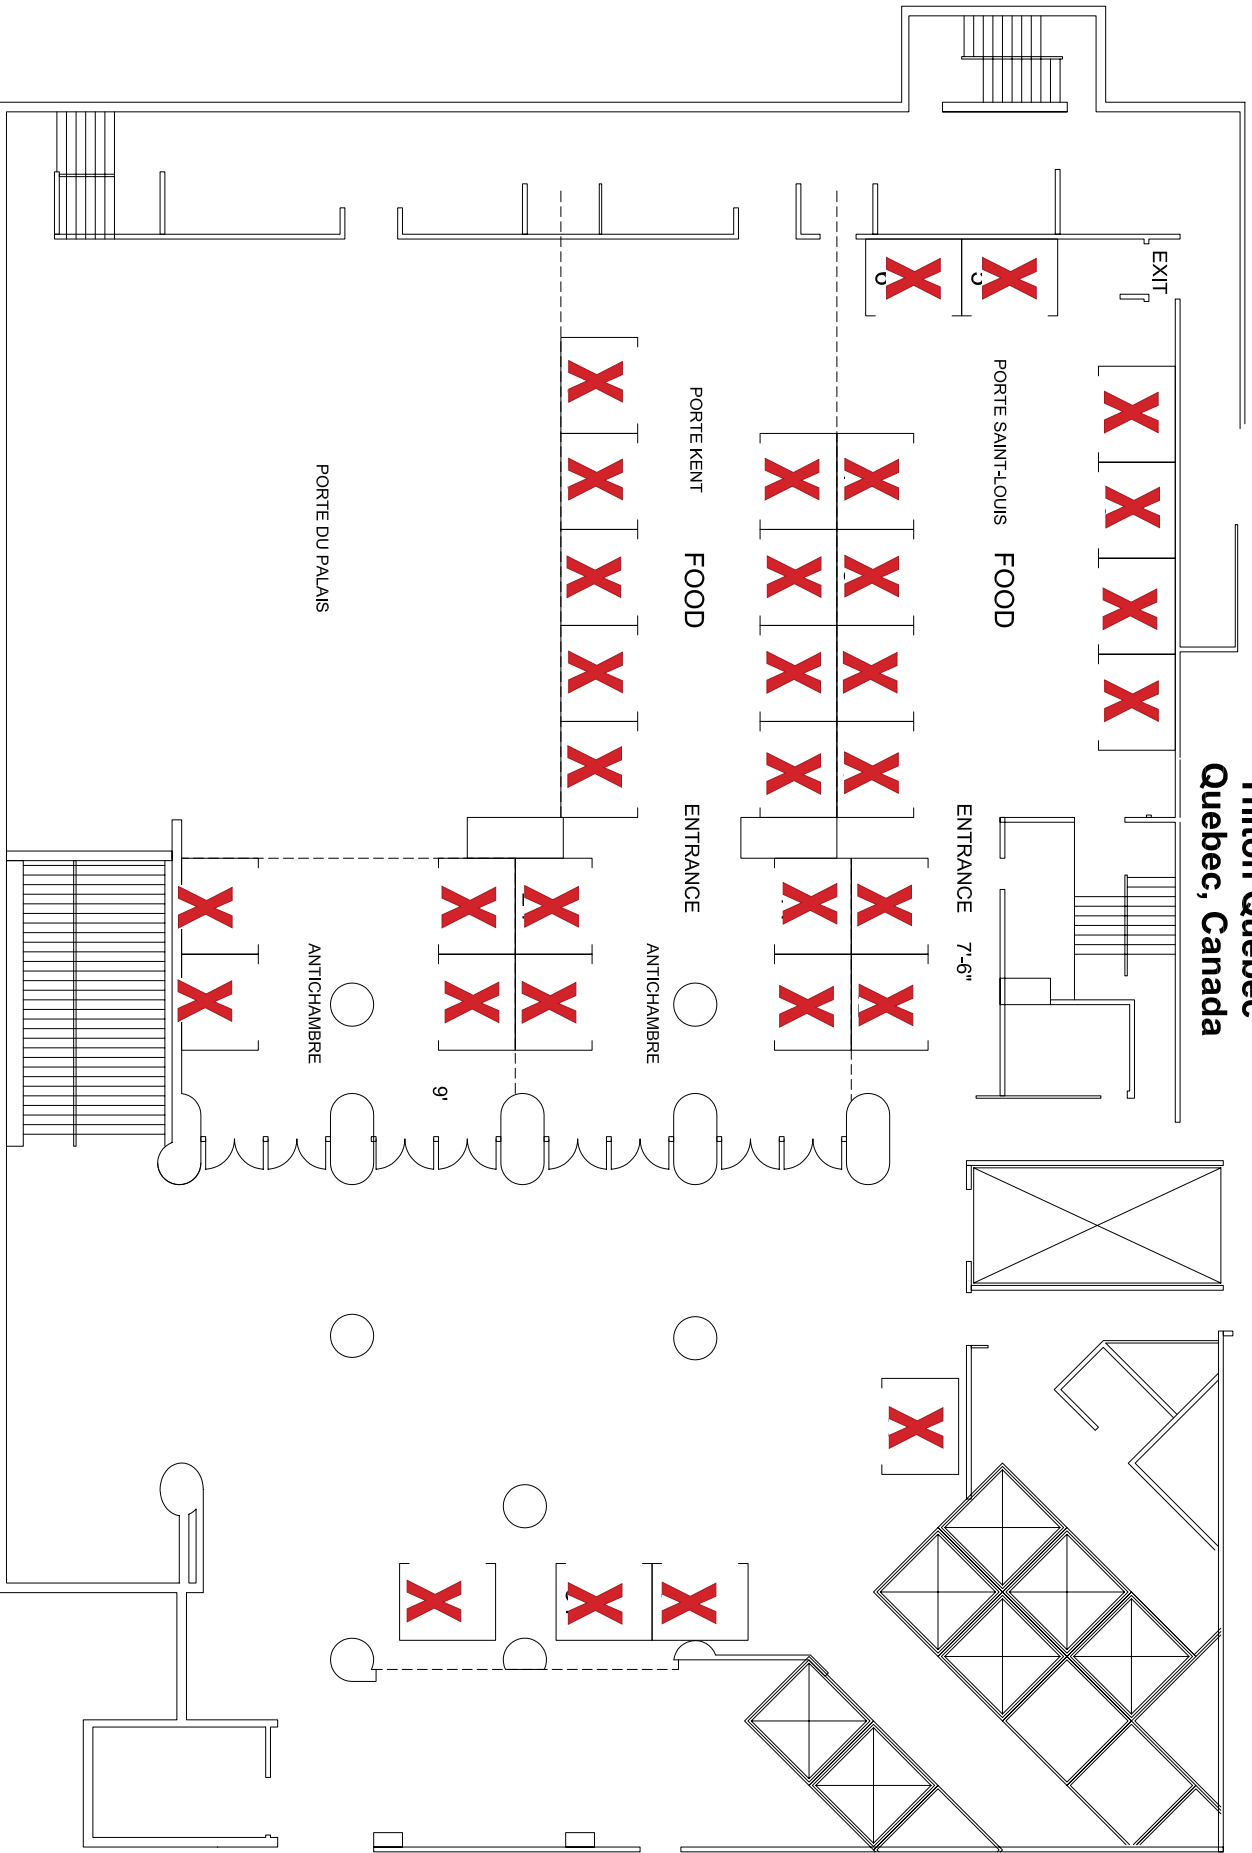 Hilton Quebec
Quebec, Canada
EXIT
PORTE SAINT-LOUIS
FOOD
ENTRANCE
7'-6"
PORTE KENT
FOOD
ENTRANCE
ANTICHAMBRE
9'
PORTE DU PALAIS
ANTICHAMBRE